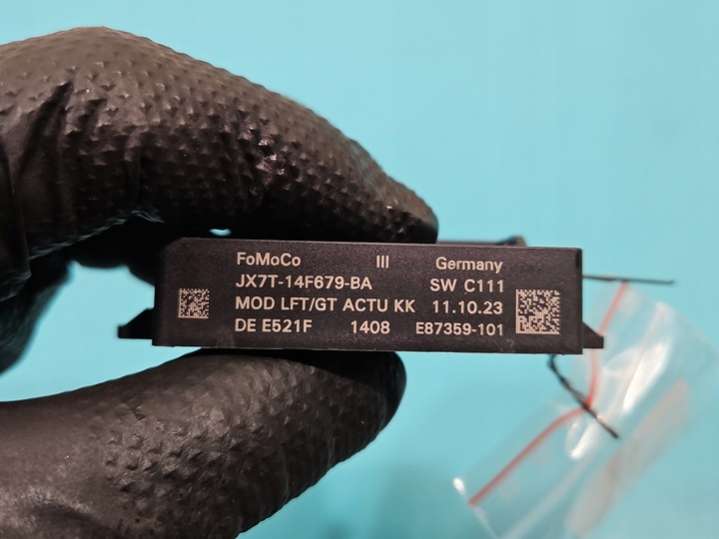 FoMoCo III Germany
JX7T-14F679-BA SW C111
MOD LFT/GT ACTU KK 11.10.23
DE E521F 1408 E87359-101